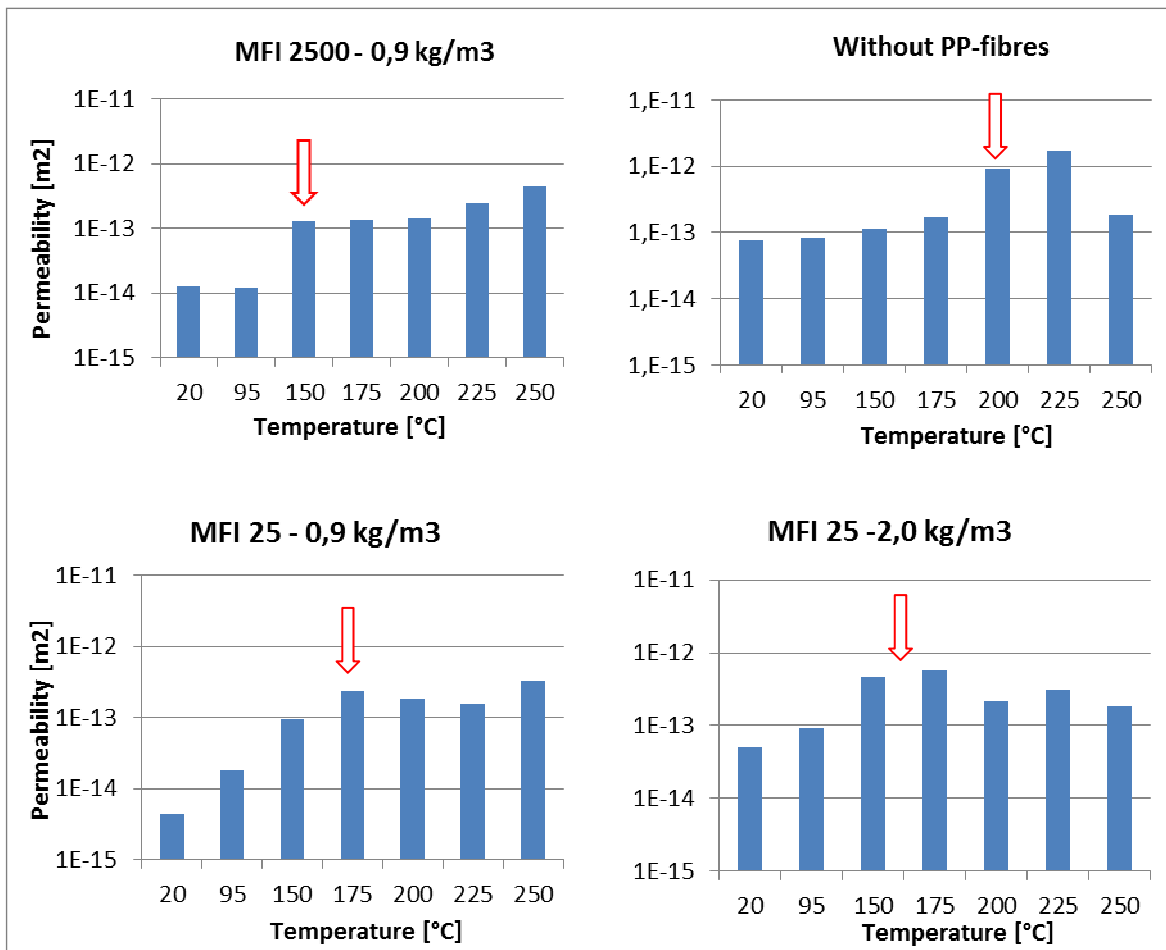 MFI 2500 - 0,9 kg/m3
Permeability [m2]
1E-11
1E-12
1E-13
1E-14
1E-15
20 95 150 175 200 225 250
Temperature [°C]
Without PP-fibres
1,E-11
1,E-12
1,E-13
1,E-14
1,E-15
20 95 150 175 200 225 250
Temperature [°C]
MFI 25 - 0,9 kg/m3
Permeability [m2]
1E-11
1E-12
1E-13
1E-14
1E-15
20 95 150 175 200 225 250
Temperature [°C]
MFI 25 -2,0 kg/m3
1E-11
1E-12
1E-13
1E-14
1E-15
20 95 150 175 200 225 250
Temperature [°C]